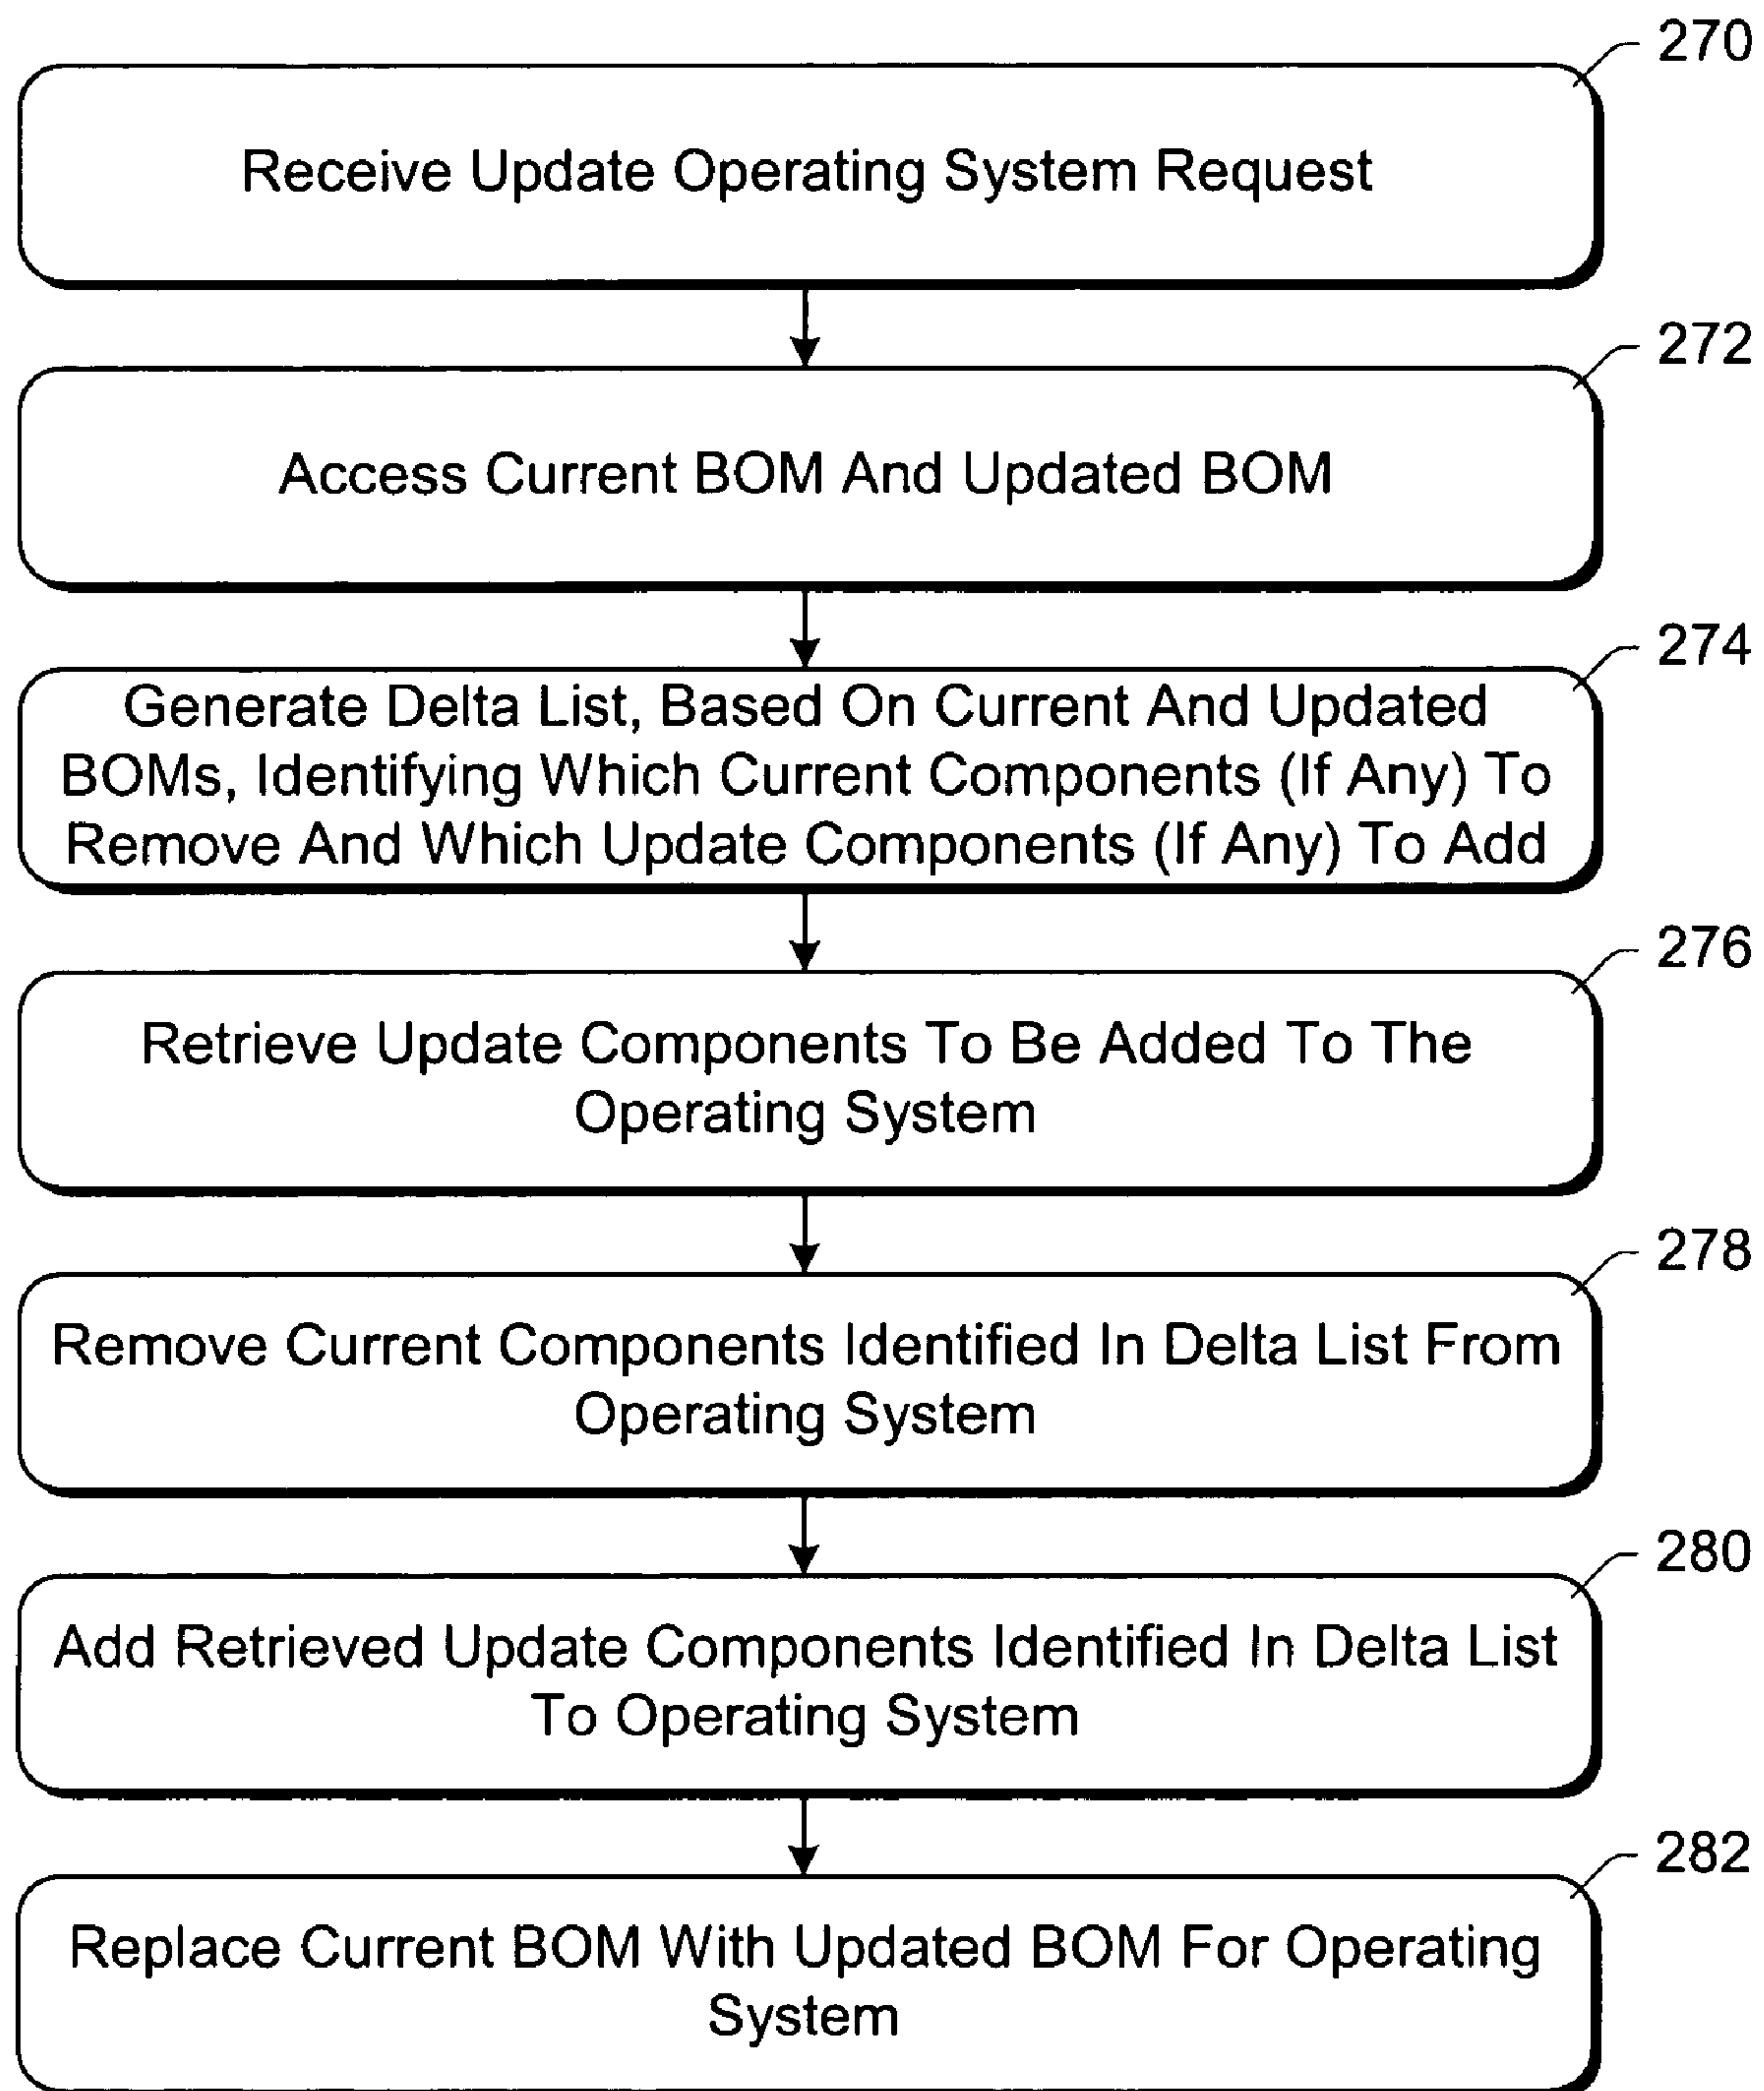 270
Receive Update Operating System Request
272
Access Current BOM And Updated BOM
274
Generate Delta List, Based On Current And Updated
BOMs, Identifying Which Current Components (If Any) To
Remove And Which Update Components (If Any) To Add
276
Retrieve Update Components To Be Added To The
Operating System
278
Remove Current Components Identified In Delta List From
Operating System
280
Add Retrieved Update Components Identified In Delta List
To Operating System
282
Replace Current BOM With Updated BOM For Operating
System